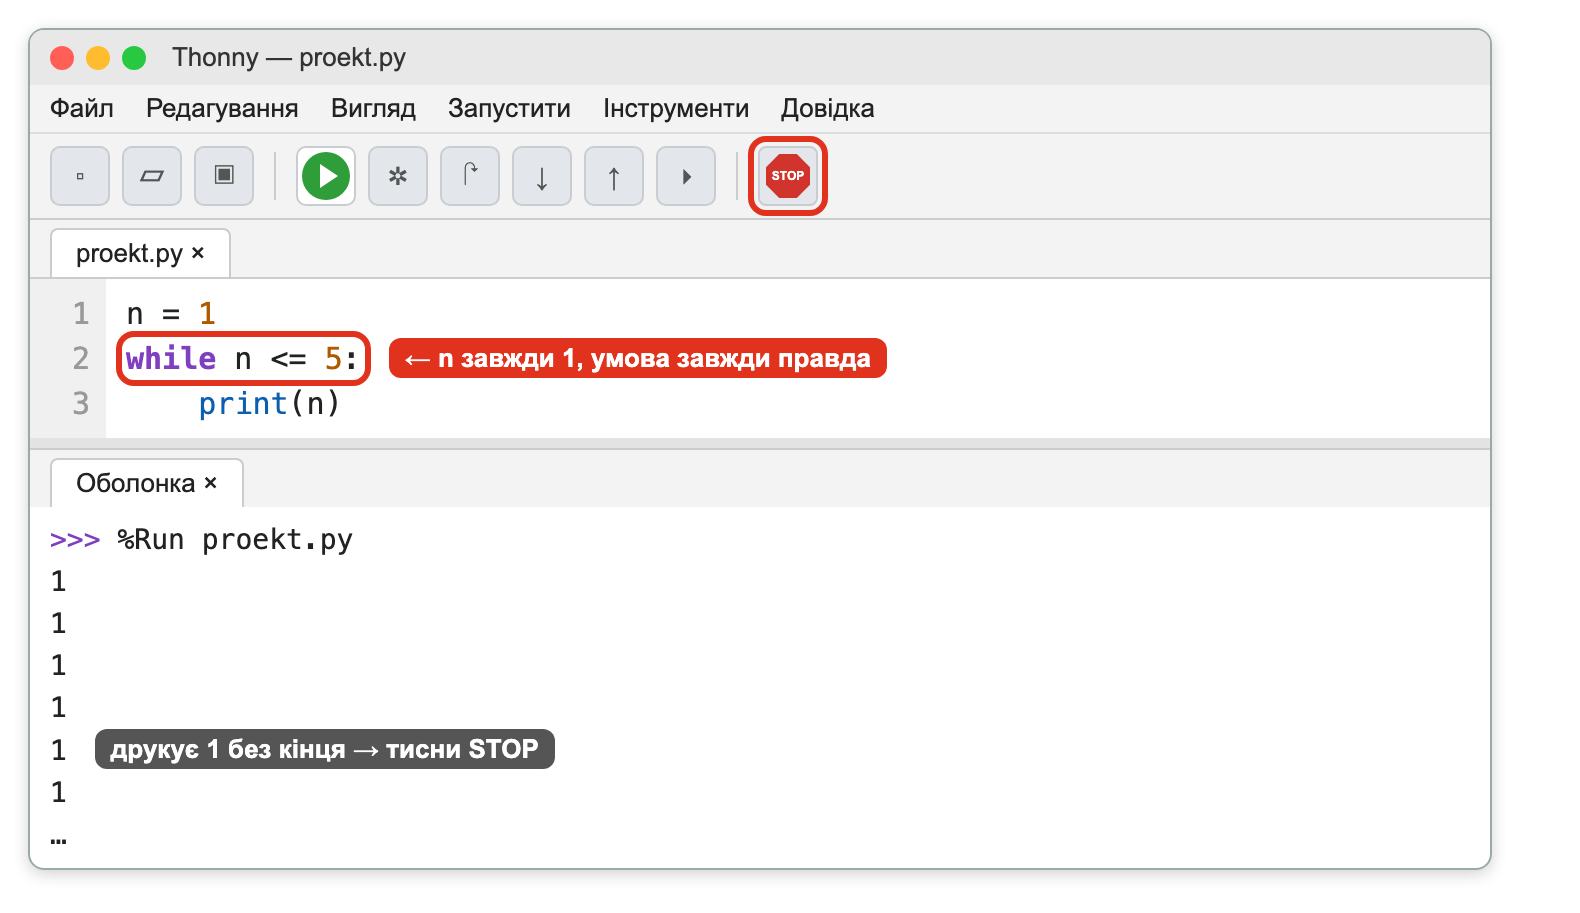 Thonny — proekt.py
Файл Редагування Вигляд Запустити Інструменти Довідка
STOP
proekt.py ×
1 n = 1
2 while n <= 5: ← n завжди 1, умова завжди правда
3 print(n)
Оболонка ×
>>> %Run proekt.py
1
1
1
1
1 друкує 1 без кінця → тисни STOP
1
…